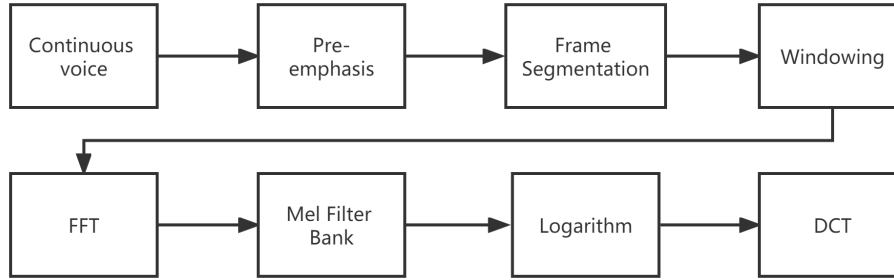 Continuous
voice
Pre-
emphasis
Frame
Segmentation
Windowing
FFT
Mel Filter
Bank
Logarithm
DCT